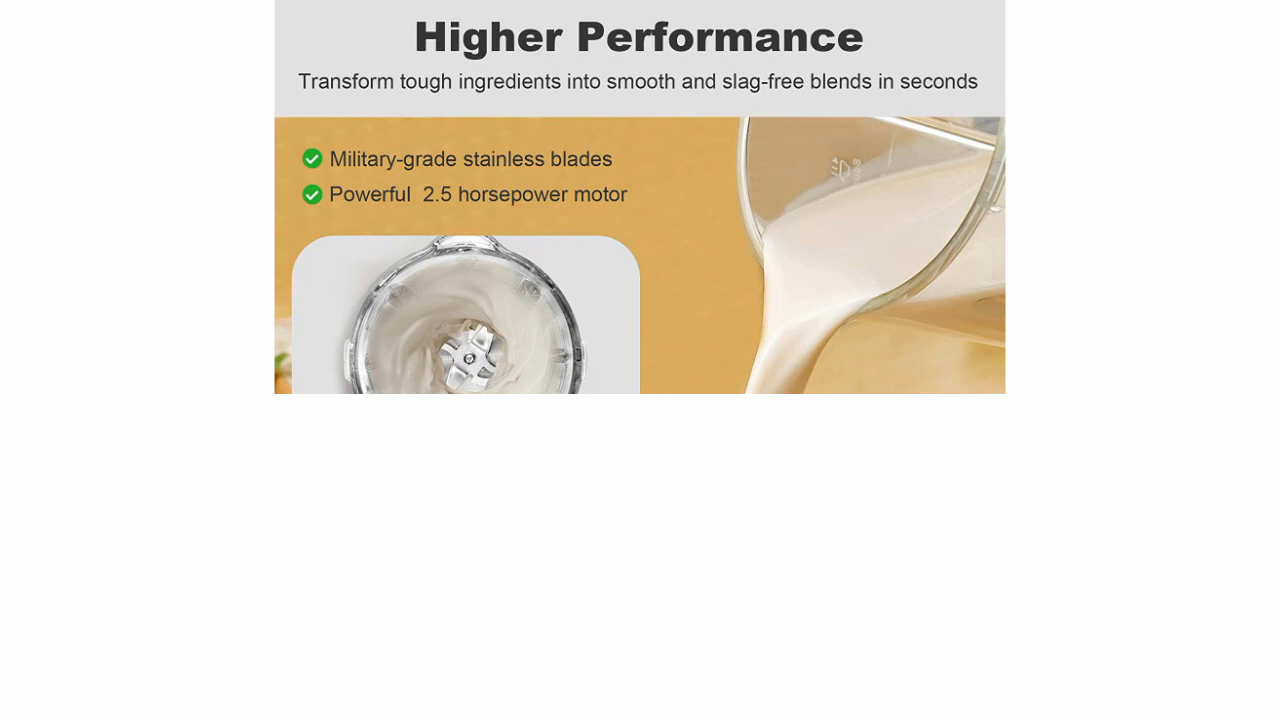 Higher Performance
Transform tough ingredients into smooth and slag-free blends in seconds
Military-grade stainless blades
Powerful  2.5 horsepower motor